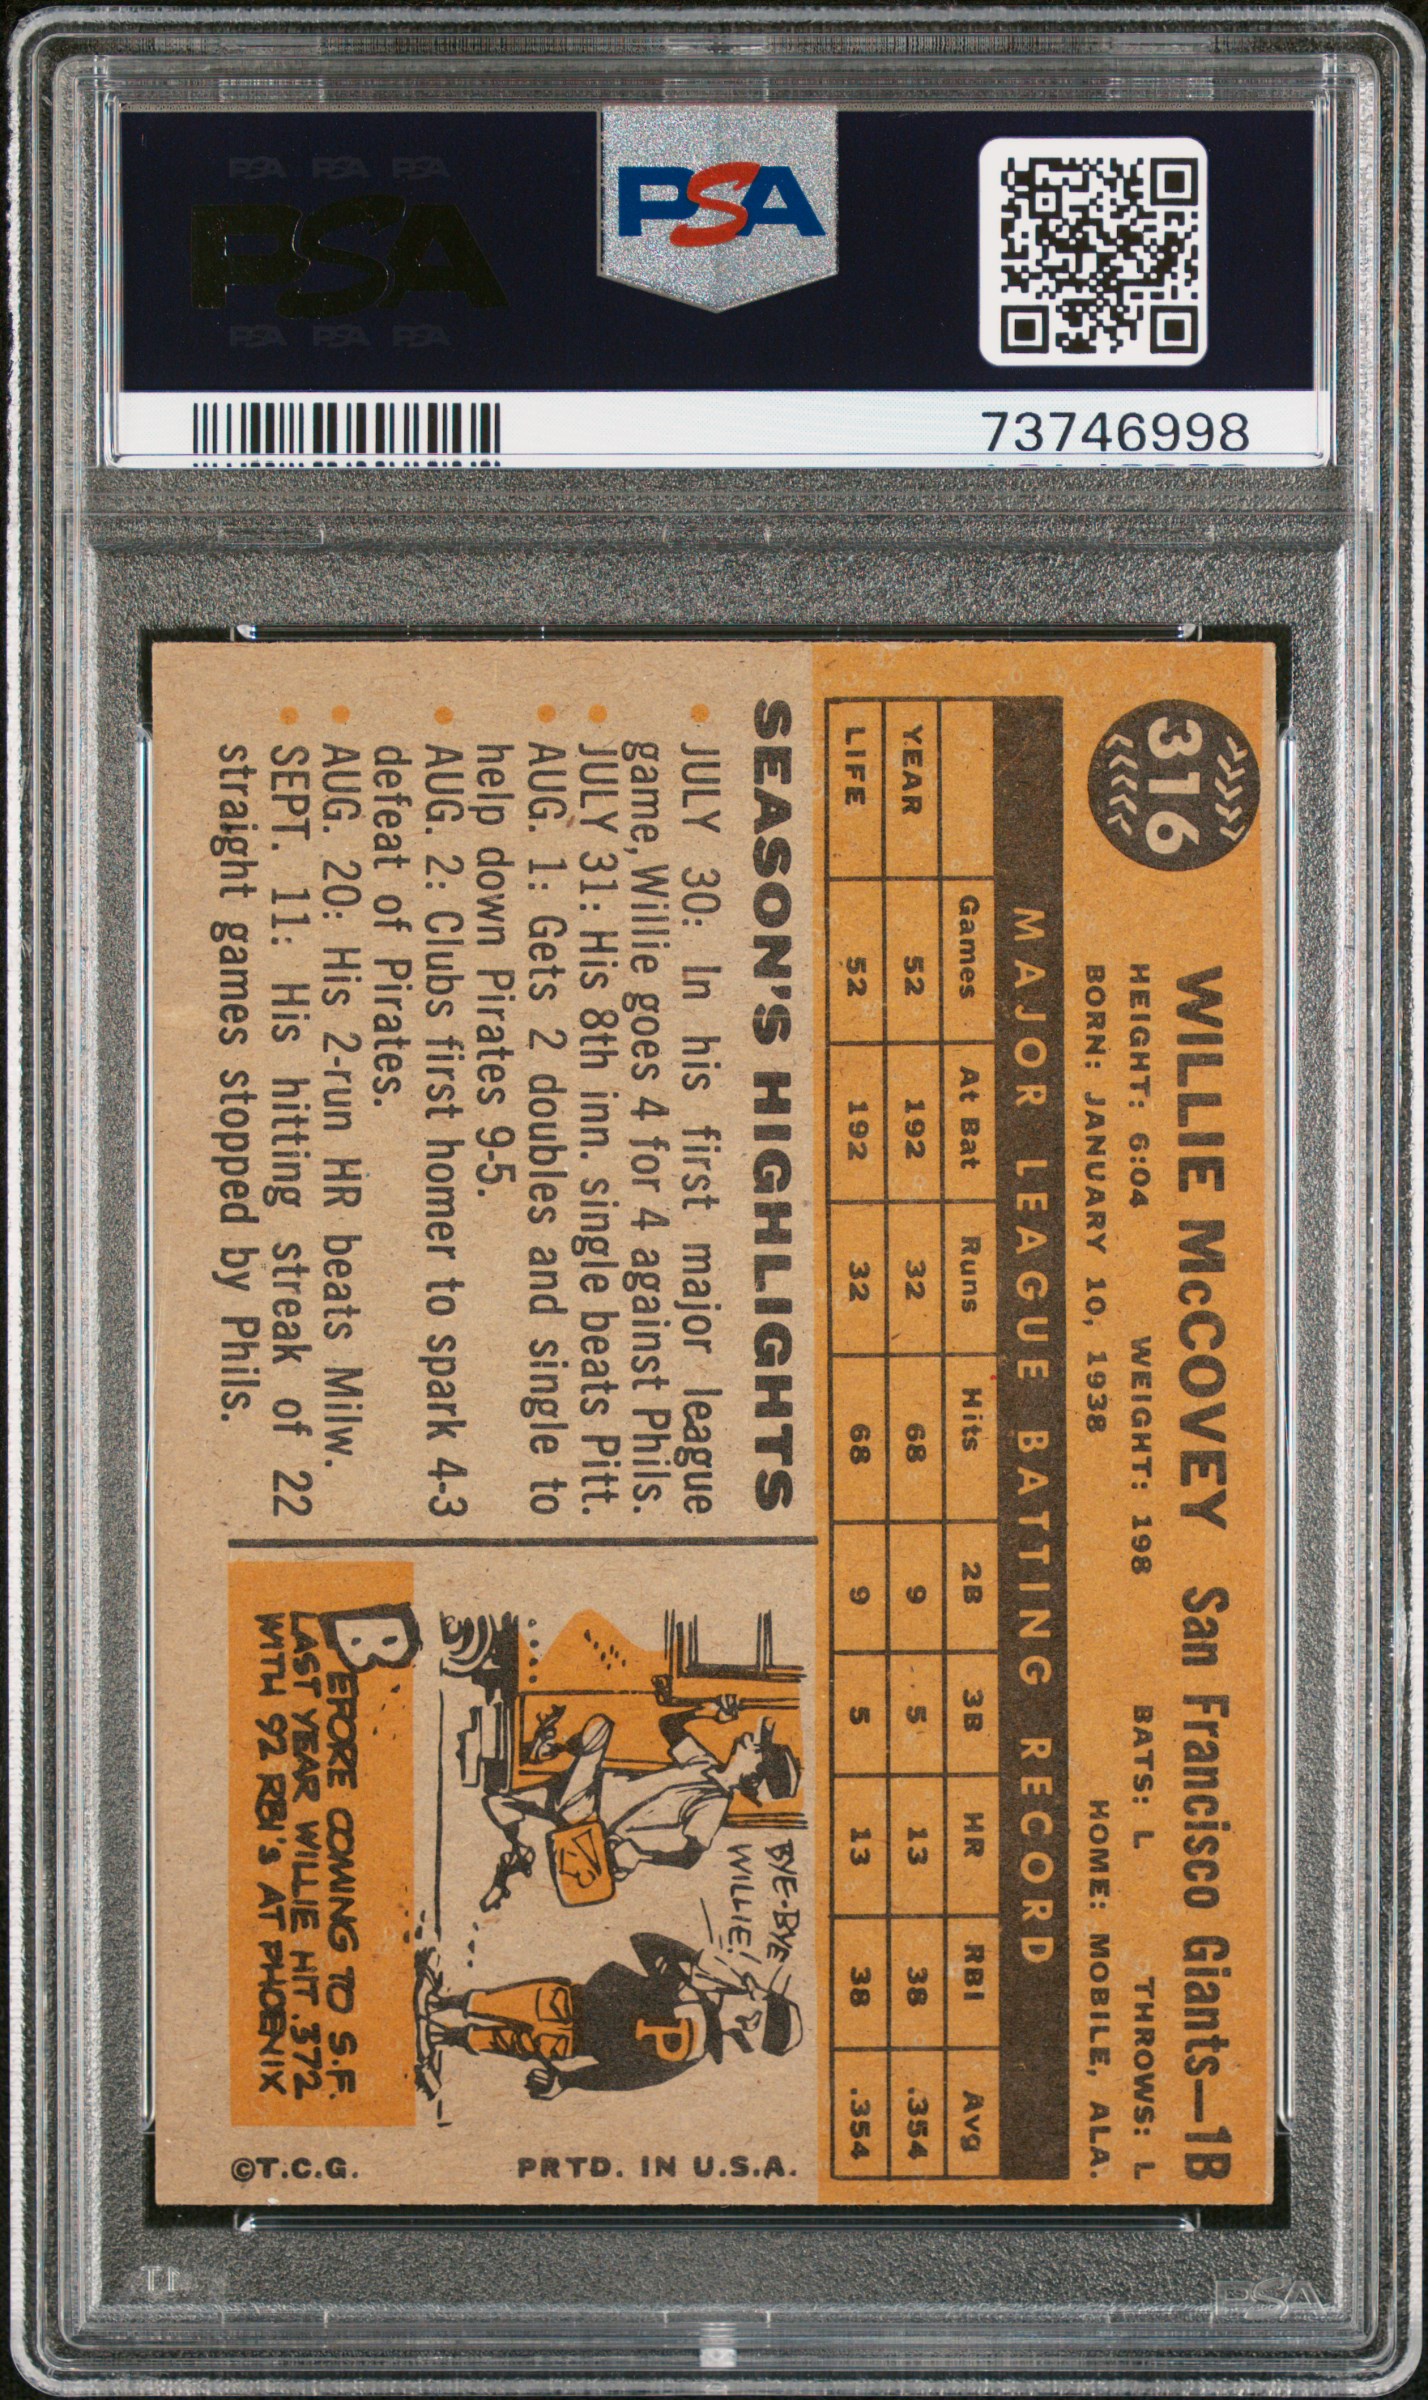 PSA PSA PSA
PSA
PSA PSA PSA
PSA
73746998
316
WILLIE McCOVEY San Francisco Giants—1B
HEIGHT: 6:04 WEIGHT: 198 BATS: L THROWS: L
BORN: JANUARY 10, 1938 HOME: MOBILE, ALA.
MAJOR LEAGUE BATTING RECORD
Games At Bat Runs Hits 2B 3B HR RBI Avg
YEAR 52 192 32 68 9 5 13 38 .354
LIFE 52 192 32 68 9 5 13 38 .354
SEASON'S HIGHLIGHTS
• JULY 30: In his first major league
game, Willie goes 4 for 4 against Phils.
• JULY 31: His 8th inn. single beats Pitt.
• AUG. 1: Gets 2 doubles and single to
help down Pirates 9-5.
• AUG. 2: Clubs first homer to spark 4-3
defeat of Pirates.
• AUG. 20: His 2-run HR beats Milw.
• SEPT. 11: His hitting streak of 22
straight games stopped by Phils.
BYE-BYE
WILLIE!
P
BEFORE COMING TO S.F.
LAST YEAR WILLIE HIT .372
WITH 92 RBI'S AT PHOENIX
©T.C.G. PRTD. IN U.S.A.
PSA